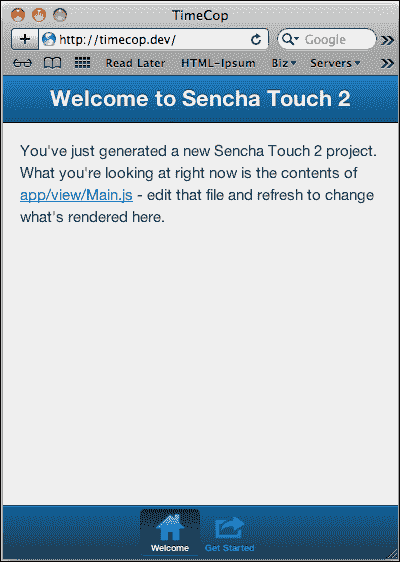 TimeCop
http://timecop.dev/
Google
Read Later HTML-Ipsum Biz Servers
Welcome to Sencha Touch 2
You've just generated a new Sencha Touch 2 project.
What you're looking at right now is the contents of
app/view/Main.js - edit that file and refresh to change
what's rendered here.
Welcome Get Started